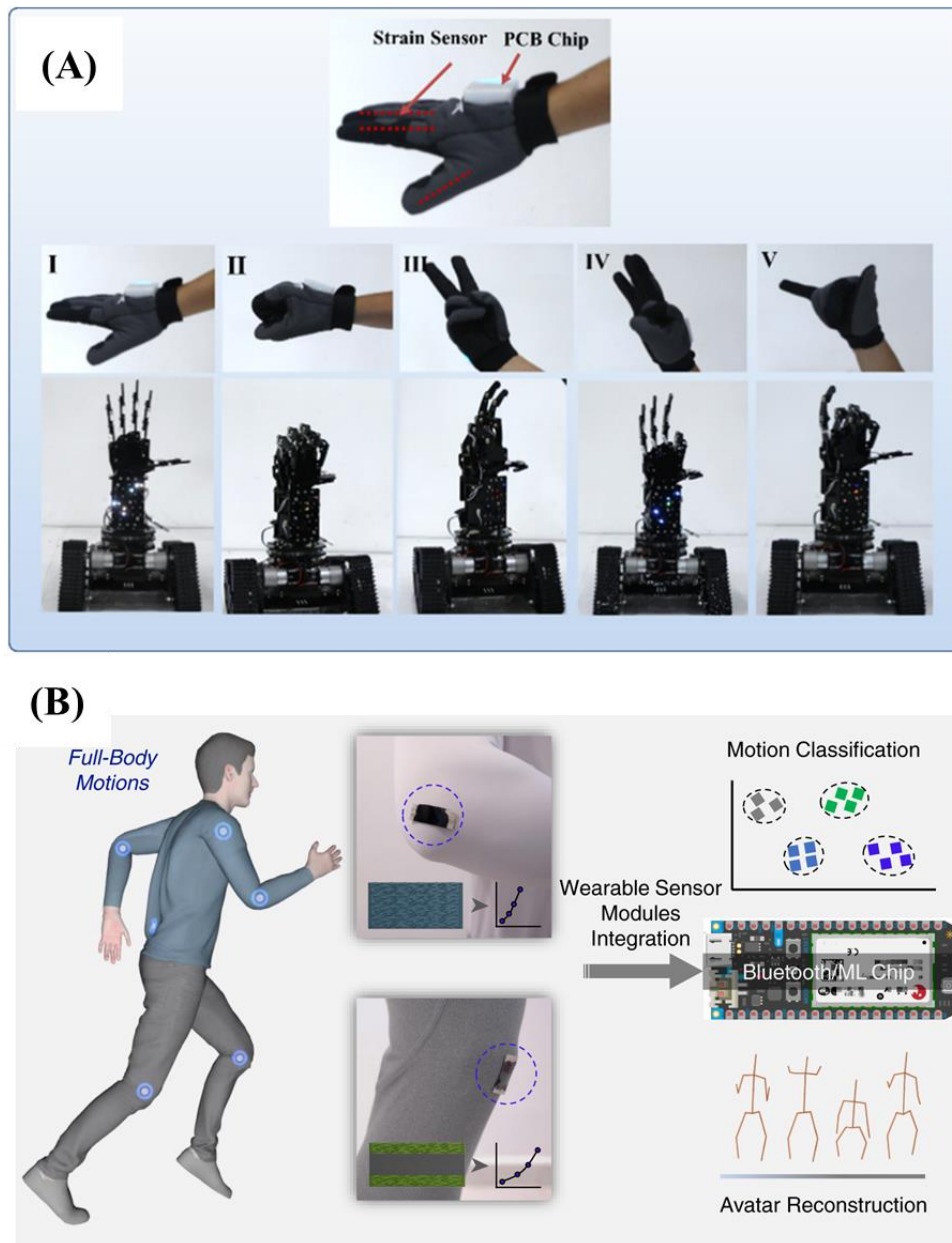 (A)
Strain Sensor
PCB Chip
I
II
III
IV
V
(B)
Full-Body
Motions
Motion Classification
Wearable Sensor
Modules
Integration
Bluetooth/ML Chip
Avatar Reconstruction